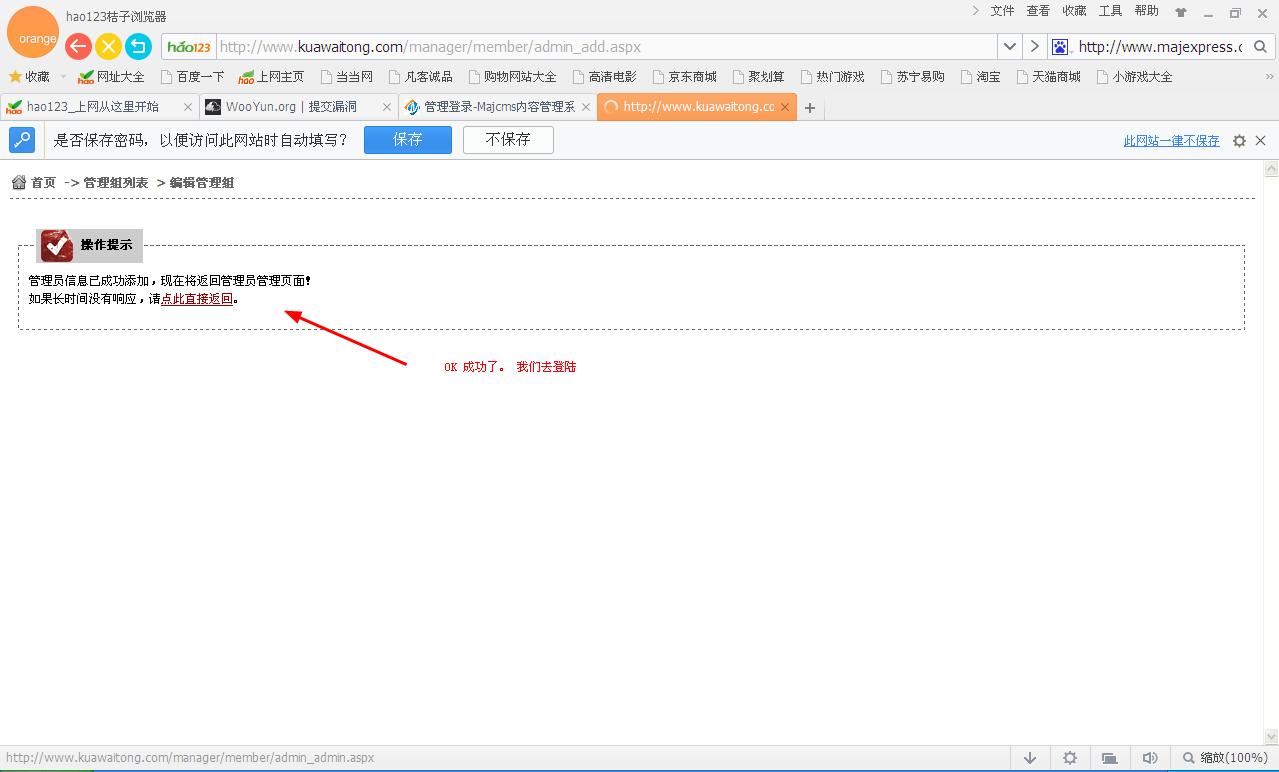 hao123桔子浏览器
文件 查看 收藏 工具 帮助
orange
hao123 http://www.kuawaitong.com/manager/member/admin_add.aspx
http://www.majexpress.c
收藏 网址大全 百度一下 上网主页 当当网 凡客诚品 购物网站大全 高清电影 京东商城 聚划算 热门游戏 苏宁易购 淘宝 天猫商城 小游戏大全
hao123_上网从这里开始 WooYun.org | 提交漏洞 管理登录-Majcms内容管理系 http://www.kuawaitong.co
是否保存密码，以便访问此网站时自动填写？ 保存 不保存 此网站一律不保存
首页 -> 管理组列表 > 编辑管理组
操作提示
管理员信息已成功添加，现在将返回管理员管理页面！
如果长时间没有响应，请点此直接返回。
OK 成功了。 我们去登陆
http://www.kuawaitong.com/manager/member/admin_admin.aspx
缩放(100%)